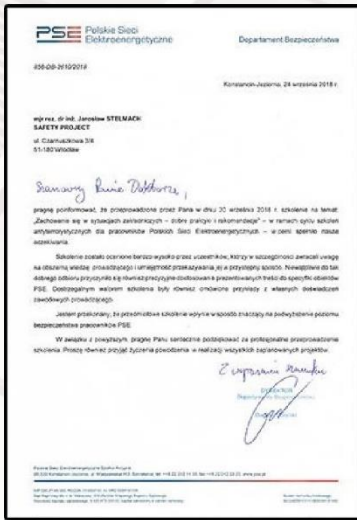 PSE
Polskie Sieci
Elektroenergetyczne
Departament Bezpieczeństwa
Konstancin-Jeziorna, 24 września 2018 r.
mjr rez. dr inż. Jarosław STELMACH
SAFETY PROJECT
ul. Czarnuszkowa 3/4
51-180 Wrocław
Szanowny Panie Doktorze,
pragnę poinformować, że przeprowadzone przez Pana w dniu 20 września 2018 r. szkolenie na temat:
„Zachowanie się w sytuacjach zakładniczych – dobre praktyki i rekomendacje” – w ramach cyklu szkoleń
antyterrorystycznych dla pracowników Polskich Sieci Elektroenergetycznych – w pełni spełniło nasze
oczekiwania.
Szkolenie zostało ocenione bardzo wysoko przez uczestników, którzy w szczególności zwracali uwagę
na obszerną wiedzę prowadzącego i umiejętność przekazywania jej w przystępny sposób. Niewątpliwie do tak
dobrego odbioru przyczyniło się również precyzyjne dostosowanie prezentowanych treści do specyfiki obiektów
PSE. Dostrzegalnym walorem szkolenia były również omówione przykłady z własnych doświadczeń
zawodowych prowadzącego.
Jestem przekonany, że przedmiotowe szkolenie wpłynie w sposób znaczący na podwyższenie poziomu
bezpieczeństwa pracowników PSE.
W związku z powyższym, pragnę Panu serdecznie podziękować za profesjonalne przeprowadzenie
szkolenia. Proszę również przyjąć życzenia powodzenia w realizacji wszystkich zaplanowanych projektów.
Z wyrazami szacunku
DYREKTOR
Departamentu Bezpieczeństwa